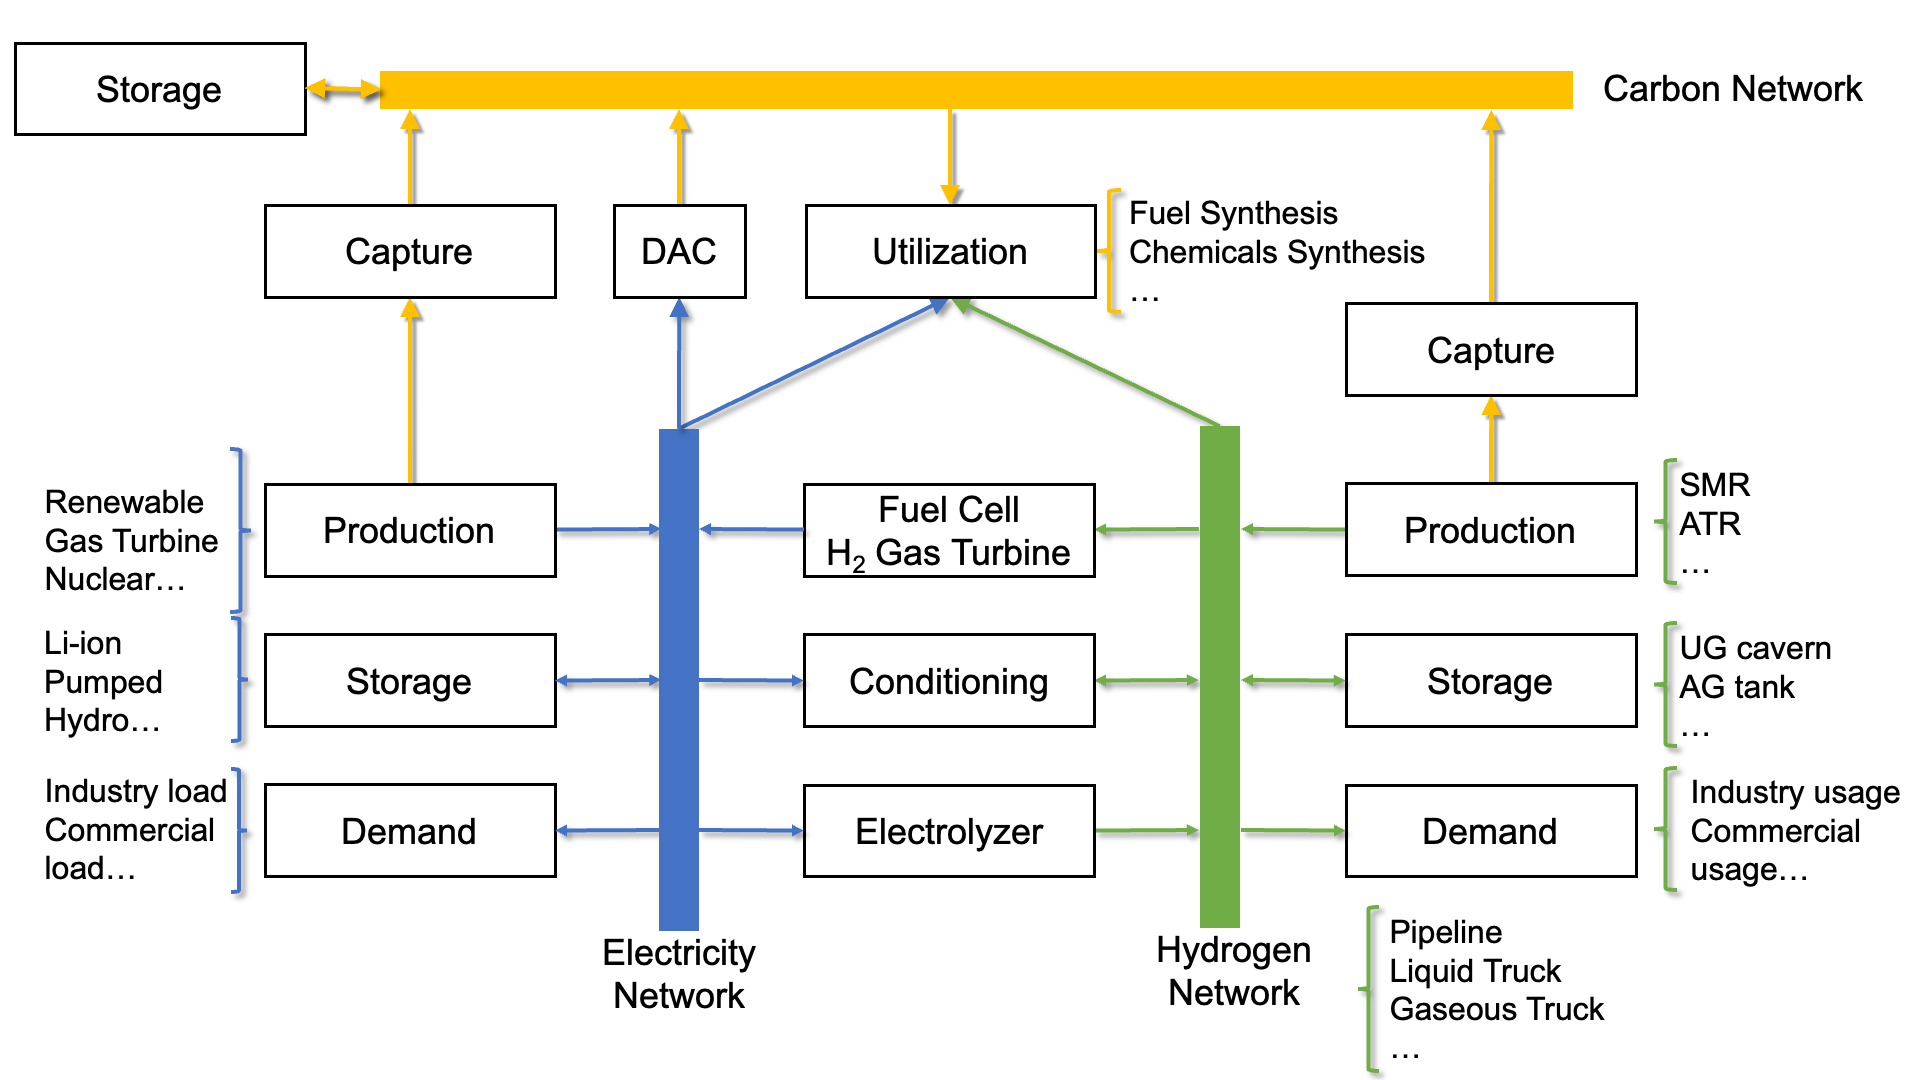 Storage
Carbon Network
Capture
DAC
Utilization
Fuel Synthesis
Chemicals Synthesis
…
Capture
Renewable
Gas Turbine
Nuclear…
Production
Fuel Cell
H₂ Gas Turbine
Production
SMR
ATR
…
Li-ion
Pumped
Hydro…
Storage
Conditioning
Storage
UG cavern
AG tank
…
Industry load
Commercial
load…
Demand
Electrolyzer
Demand
Industry usage
Commercial
usage…
Electricity
Network
Hydrogen
Network
Pipeline
Liquid Truck
Gaseous Truck
…